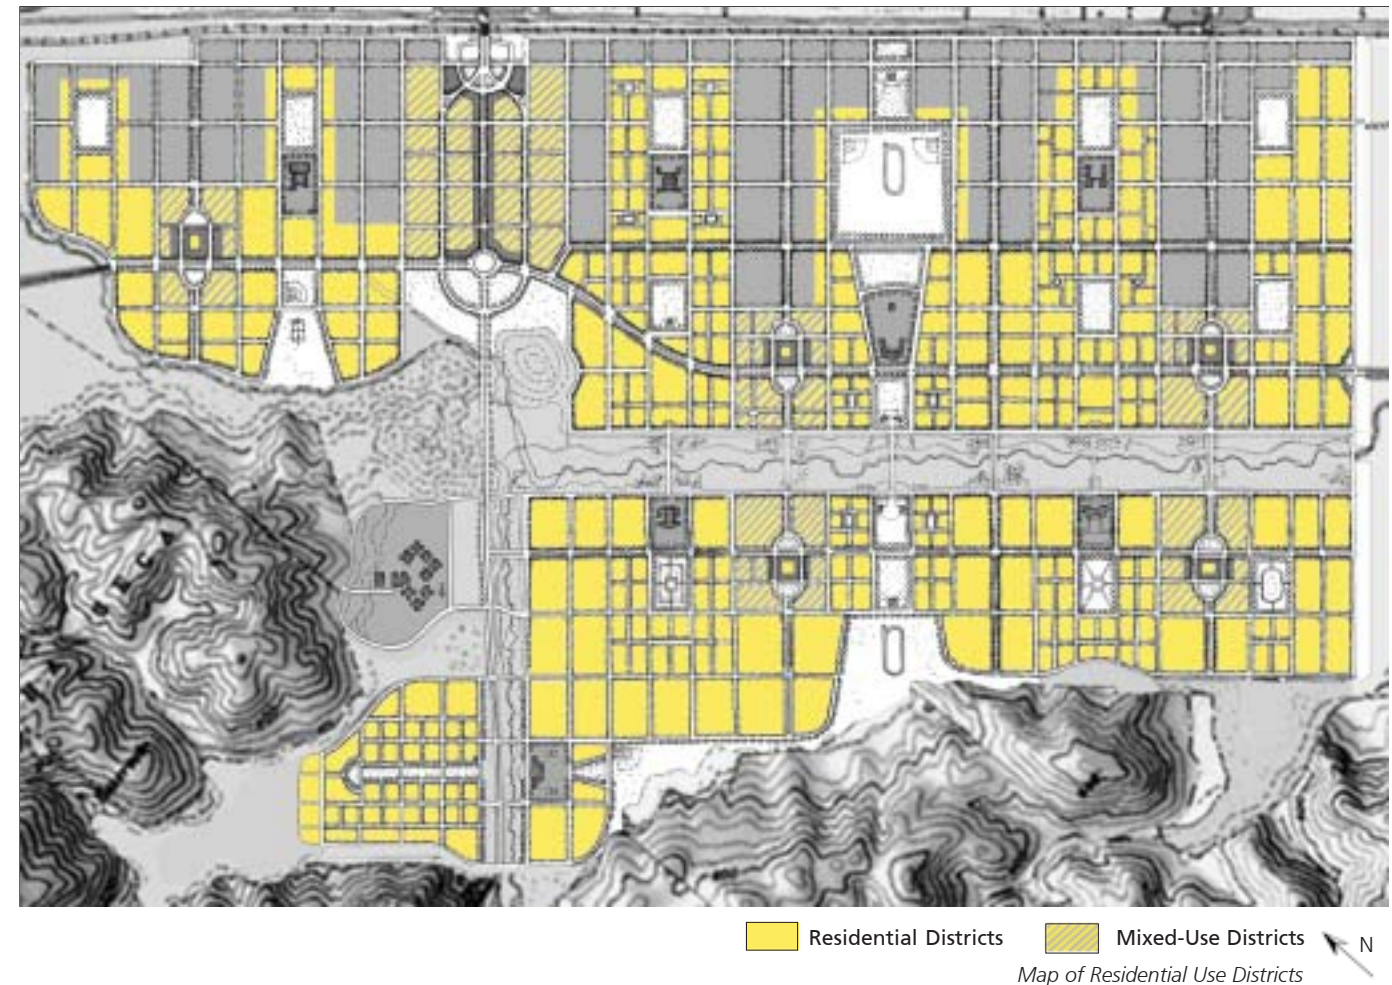 Residential Districts
Mixed-Use Districts
N
Map of Residential Use Districts